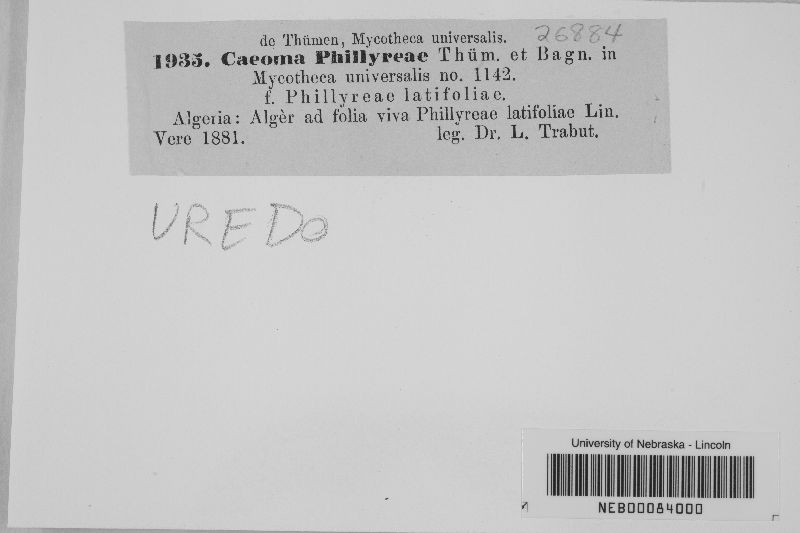 de Thümen, Mycotheca universalis. 26884
1935. Caeoma Phillyreae Thüm. et Bagn. in
Mycotheca universalis no. 1142.
f. Phillyreae latifoliae.
Algeria: Algèr ad folia viva Phillyreae latifoliae Lin.
Vere 1881. leg. Dr. L. Trabut.
UREDO
University of Nebraska - Lincoln
NEB00084000